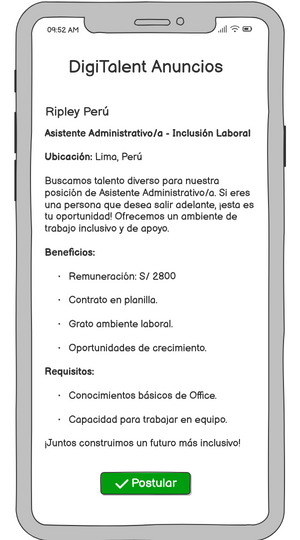 09:52 AM
DigiTalent Anuncios
Ripley Perú
Asistente Administrativo/a - Inclusión Laboral
Ubicación: Lima, Perú
Buscamos talento diverso para nuestra
posición de Asistente Administrativo/a. Si eres
una persona que desea salir adelante, ¡esta es
tu oportunidad! Ofrecemos un ambiente de
trabajo inclusivo y de apoyo.
Beneficios:
· Remuneración: S/ 2800
· Contrato en planilla.
· Grato ambiente laboral.
· Oportunidades de crecimiento.
Requisitos:
· Conocimientos básicos de Office.
· Capacidad para trabajar en equipo.
¡Juntos construimos un futuro más inclusivo!
Postular